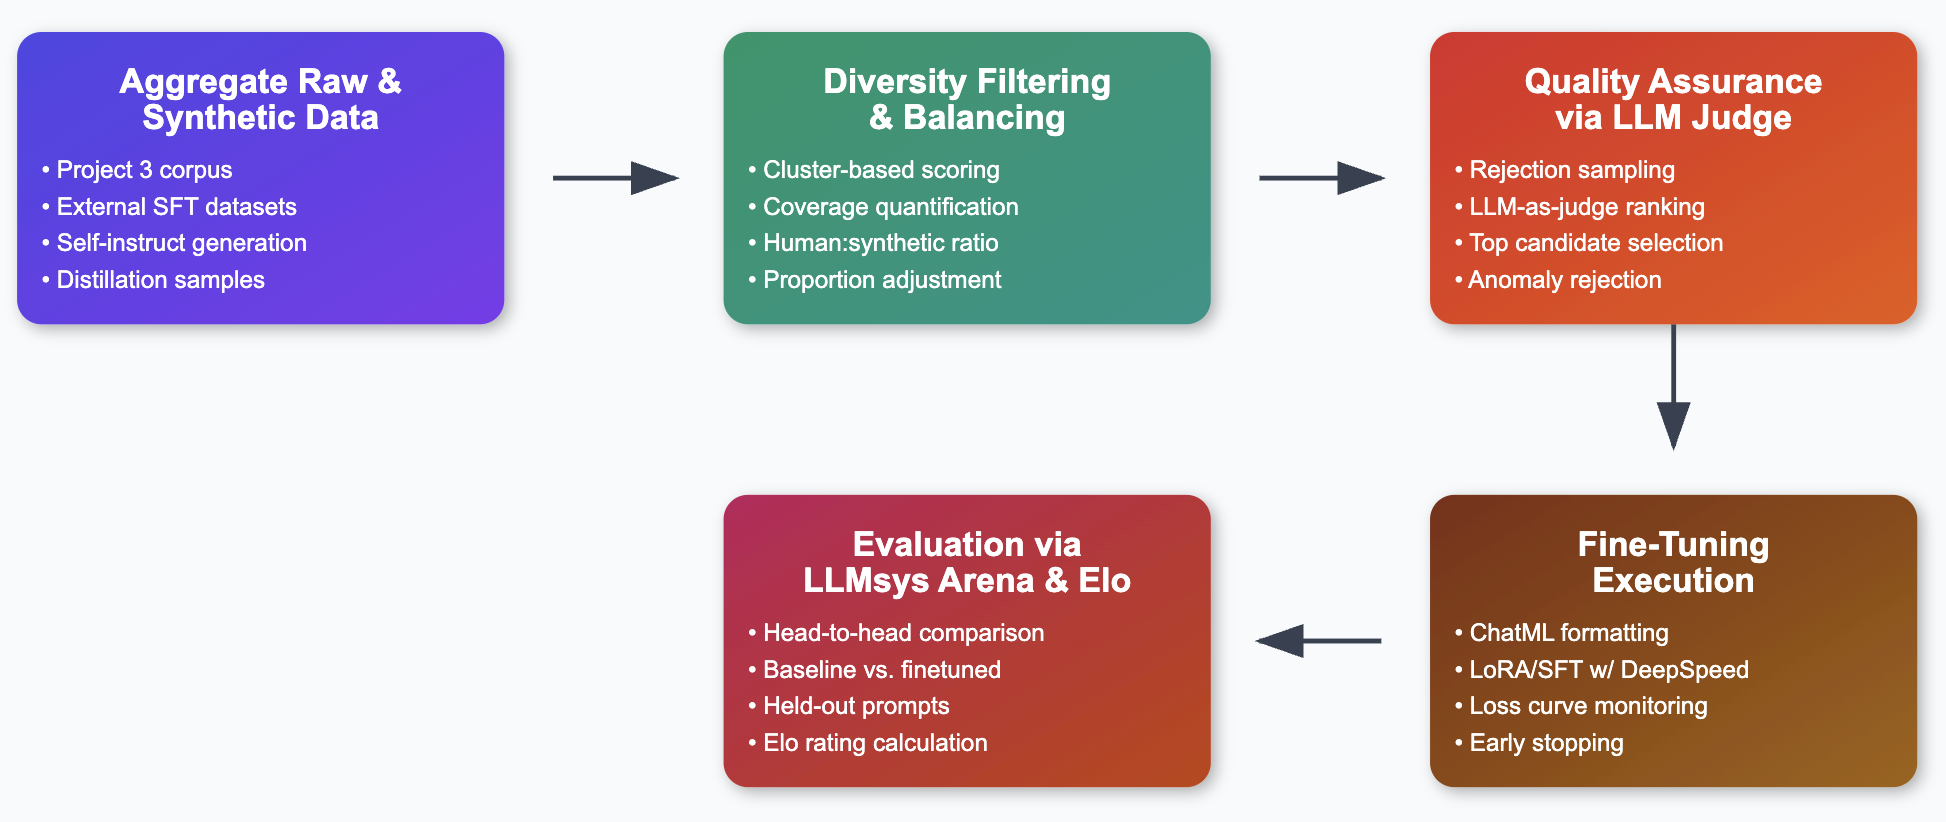 Aggregate Raw &
Synthetic Data
• Project 3 corpus
• External SFT datasets
• Self-instruct generation
• Distillation samples
Diversity Filtering
& Balancing
• Cluster-based scoring
• Coverage quantification
• Human:synthetic ratio
• Proportion adjustment
Quality Assurance
via LLM Judge
• Rejection sampling
• LLM-as-judge ranking
• Top candidate selection
• Anomaly rejection
Fine-Tuning
Execution
• ChatML formatting
• LoRA/SFT w/ DeepSpeed
• Loss curve monitoring
• Early stopping
Evaluation via
LLMsys Arena & Elo
• Head-to-head comparison
• Baseline vs. finetuned
• Held-out prompts
• Elo rating calculation